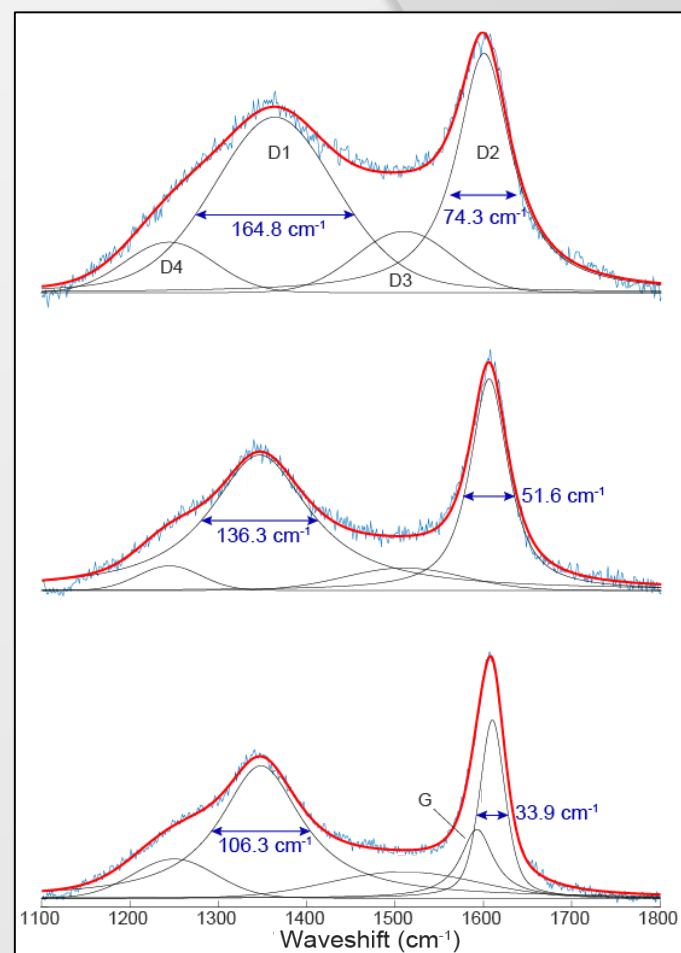 D1
D2
164.8 cm⁻¹
74.3 cm⁻¹
D4
D3
136.3 cm⁻¹
51.6 cm⁻¹
G
33.9 cm⁻¹
106.3 cm⁻¹
1100 1200 1300 1400 1500 1600 1700 1800
Waveshift (cm⁻¹)